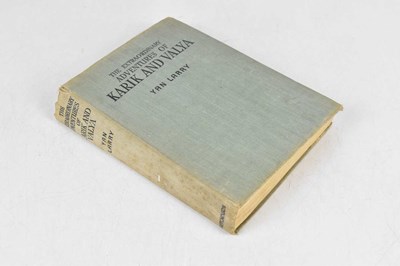 THE EXTRAORDINARY
ADVENTURES OF
KARIK AND VALYA
YAN LARRY
THE
EXTRAORDINARY
ADVENTURES
OF
KARIK AND
VALYA
YAN
LARRY